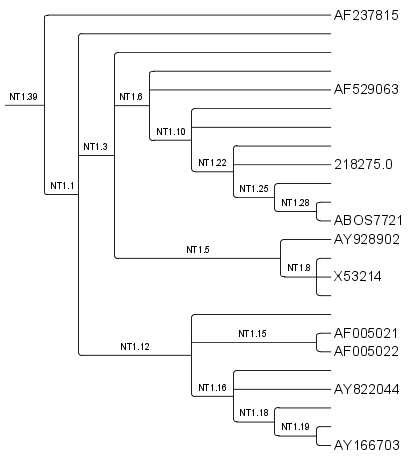 AF237815
AF529063
NT1.39
NT1.6
NT1.10
NT1.3
218275.0
NT1.22
NT1.1
NT1.25
NT1.28
ABOS7721
AY928902
NT1.5
NT1.8
X53214
AF005021
NT1.15
NT1.12
AF005022
NT1.16
AY822044
NT1.18
NT1.19
AY166703